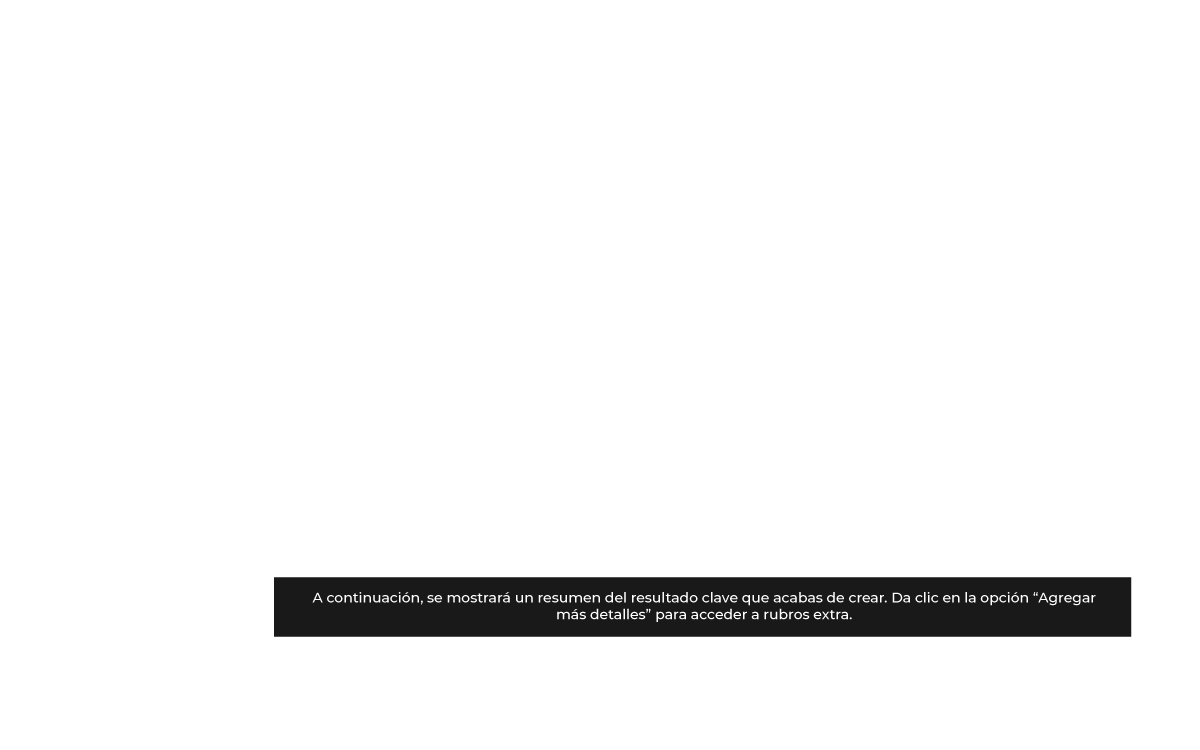 A continuación, se mostrará un resumen del resultado clave que acabas de crear. Da clic en la opción “Agregar
más detalles” para acceder a rubros extra.